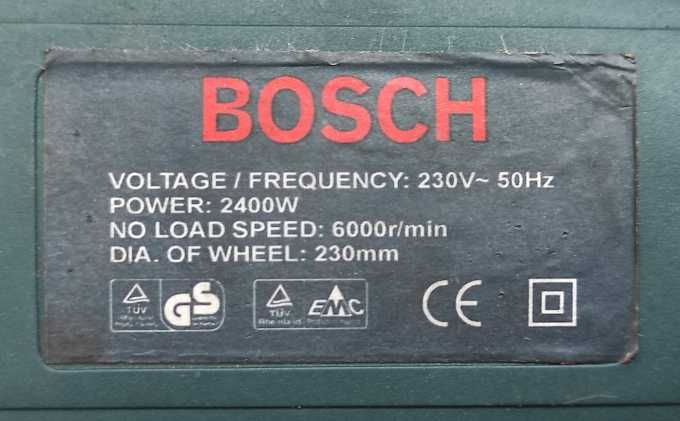 BOSCH
VOLTAGE / FREQUENCY: 230V~ 50Hz
POWER: 2400W
NO LOAD SPEED: 6000r/min
DIA. OF WHEEL: 230mm
TÜV GS TÜV EMC CE
Rheinland